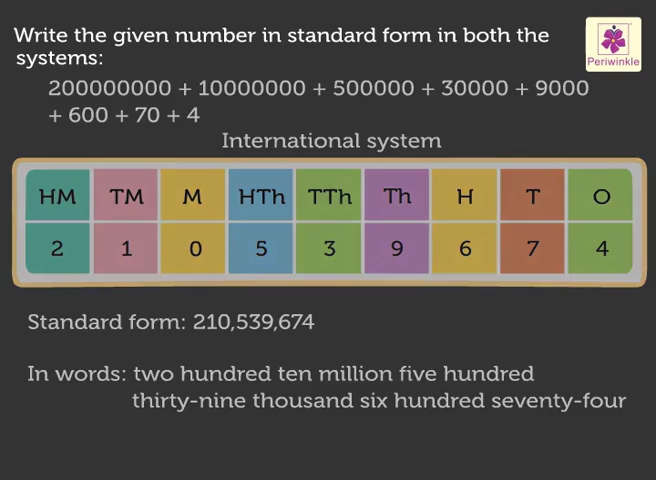 Write the given number in standard form in both the
systems:
Periwinkle
200000000 + 10000000 + 500000 + 30000 + 9000
+ 600 + 70 + 4
International system
HM TM M HTh TTh Th H T O
2 1 0 5 3 9 6 7 4
Standard form: 210,539,674
In words: two hundred ten million five hundred
thirty-nine thousand six hundred seventy-four